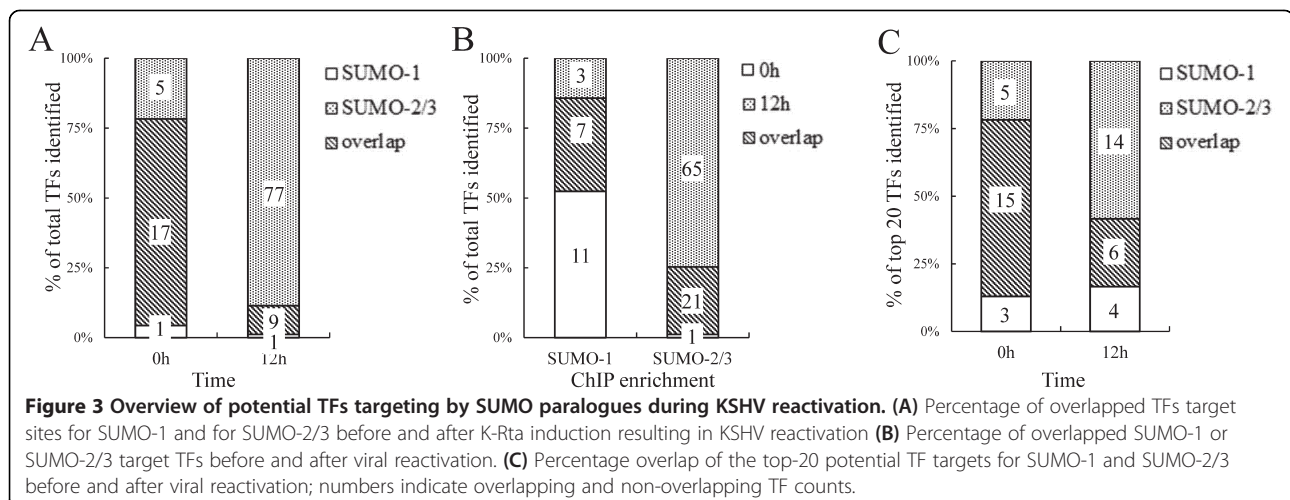 A
100%
75%
50%
25%
0%
% of total TFs identified
5
17
1
77
9
1
0h
12h
Time
SUMO-1
SUMO-2/3
overlap
B
100%
75%
50%
25%
0%
% of total TFs identified
3
7
11
65
21
1
SUMO-1
SUMO-2/3
ChIP enrichment
0h
12h
overlap
C
100%
75%
50%
25%
0%
% of top 20 TFs identified
5
15
3
14
6
4
0h
12h
Time
SUMO-1
SUMO-2/3
overlap
Figure 3 Overview of potential TFs targeting by SUMO paralogues during KSHV reactivation. (A) Percentage of overlapped TFs target
sites for SUMO-1 and for SUMO-2/3 before and after K-Rta induction resulting in KSHV reactivation (B) Percentage of overlapped SUMO-1 or
SUMO-2/3 target TFs before and after viral reactivation. (C) Percentage overlap of the top-20 potential TF targets for SUMO-1 and SUMO-2/3
before and after viral reactivation; numbers indicate overlapping and non-overlapping TF counts.